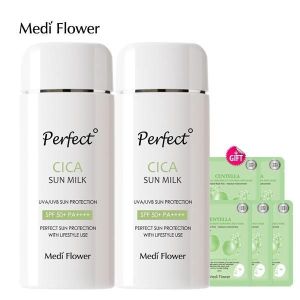 Medi Flower
Perfect
CICA
SUN MILK
UVA/UVB SUN PROTECTION
SPF 50+ PA++++
PERFECT SUN PROTECTION
WITH LIFESTYLE USE
Medi Flower
Perfect
CICA
SUN MILK
UVA/UVB SUN PROTECTION
SPF 50+ PA++++
PERFECT SUN PROTECTION
WITH LIFESTYLE USE
Medi Flower
GIFT
CENTELLA
CENTELLA